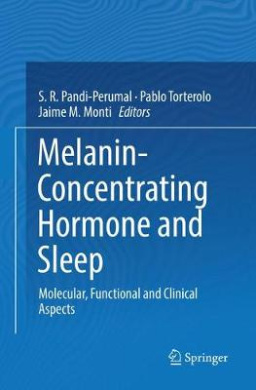 S. R. Pandi-Perumal · Pablo Torterolo
Jaime M. Monti Editors
Melanin-
Concentrating
Hormone and
Sleep
Molecular, Functional and Clinical
Aspects
Springer